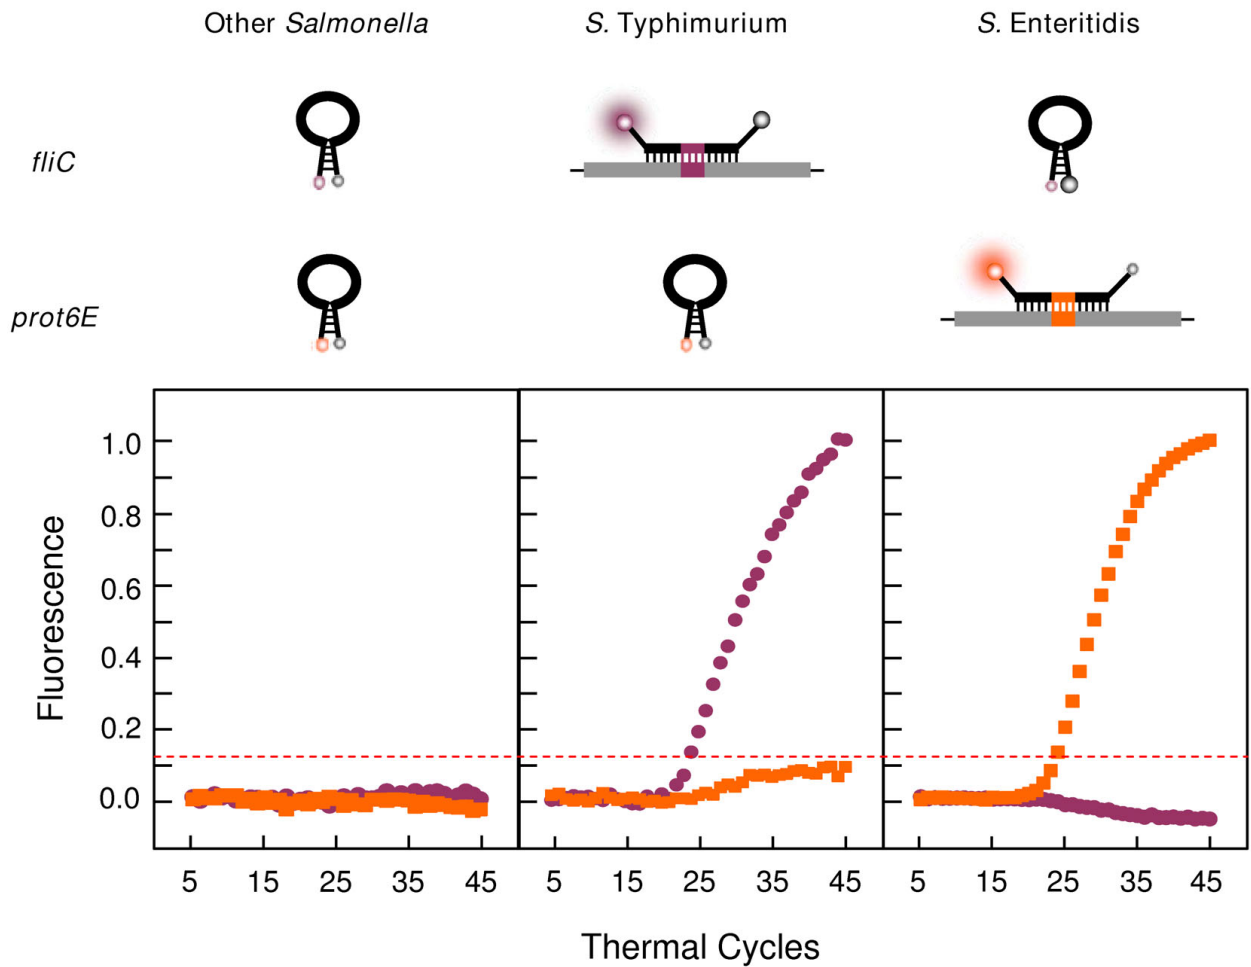 Other Salmonella
S. Typhimurium
S. Enteritidis
fliC
prot6E
Fluorescence
1.0
0.8
0.6
0.4
0.2
0.0
5 15 25 35 45
5 15 25 35 45
5 15 25 35 45
Thermal Cycles